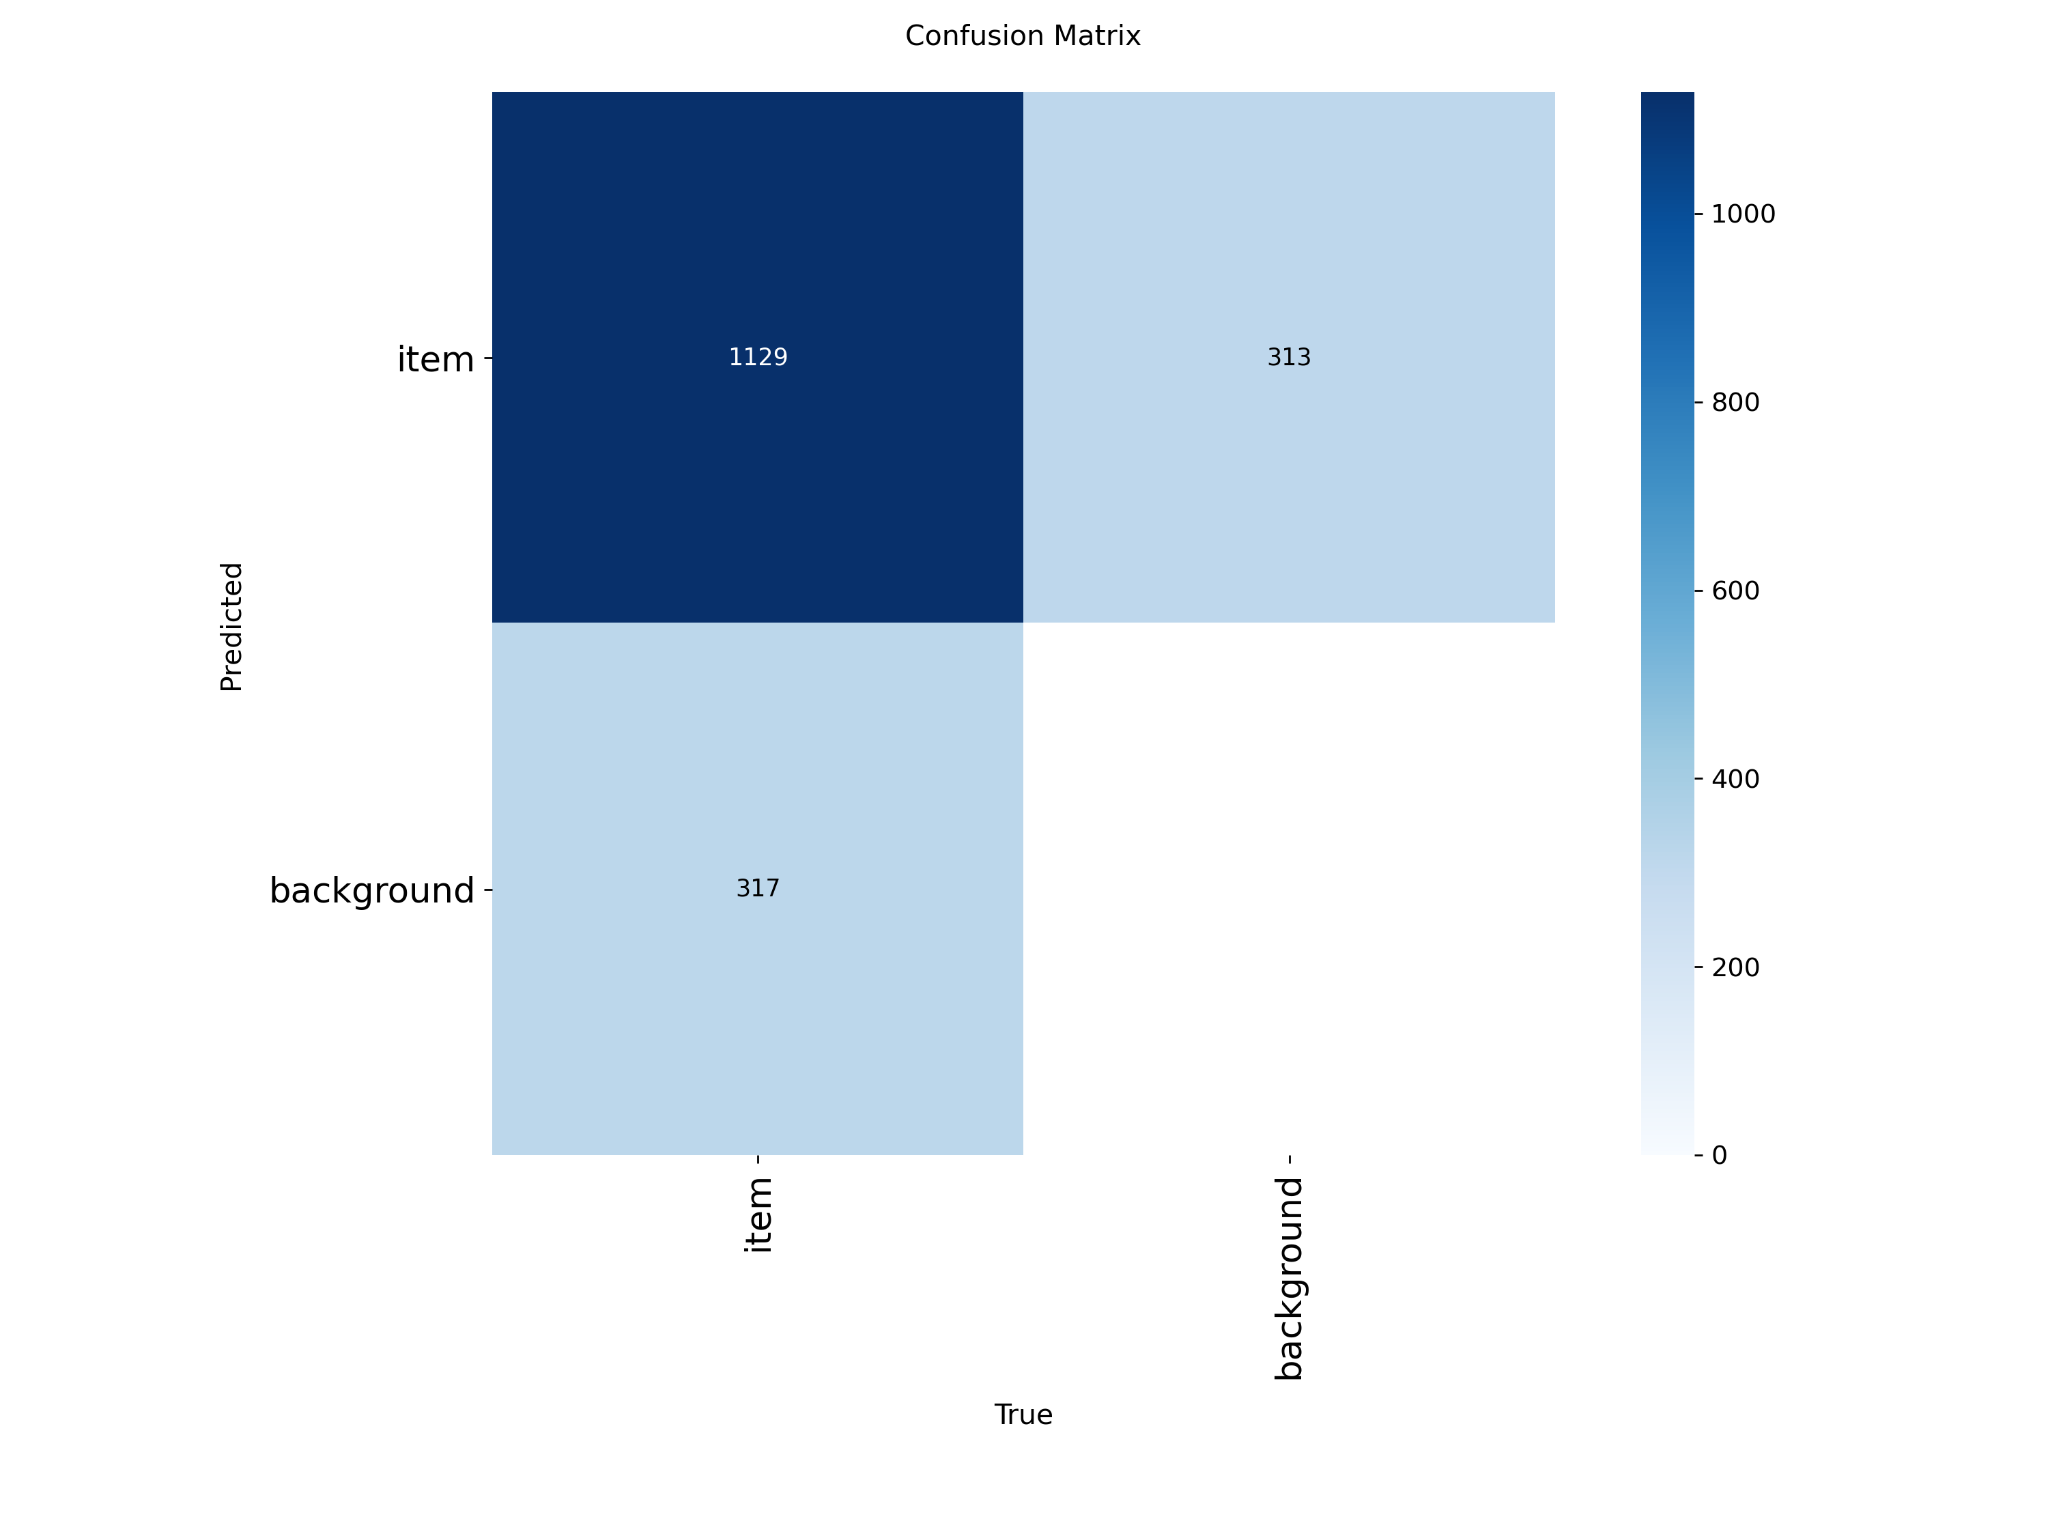 Confusion Matrix
item
1129
313
1000
800
600
400
200
0
Predicted
background
317
item
background
True